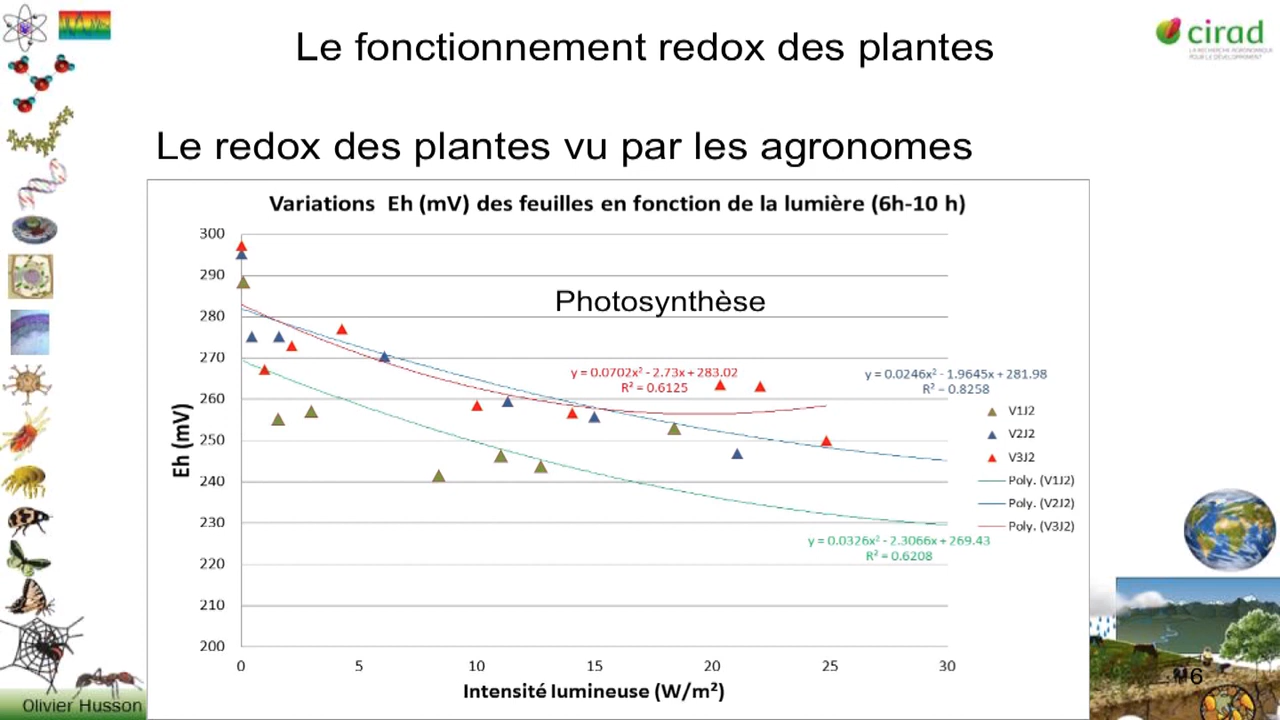 Le fonctionnement redox des plantes
cirad
LA RECHERCHE AGRONOMIQUE
POUR LE DÉVELOPPEMENT
Le redox des plantes vu par les agronomes
Variations Eh (mV) des feuilles en fonction de la lumière (6h-10 h)
300
290
280
270
260
250
240
230
220
210
200
Eh (mV)
Photosynthèse
y = 0.0702x² - 2.73x + 283.02
R² = 0.6125
y = 0.0246x² - 1.9645x + 281.98
R² = 0.8258
V1J2
V2J2
V3J2
Poly. (V1J2)
Poly. (V2J2)
Poly. (V3J2)
y = 0.0326x² - 2.3066x + 269.43
R² = 0.6208
0 5 10 15 20 25 30
Intensité lumineuse (W/m²)
Olivier Husson